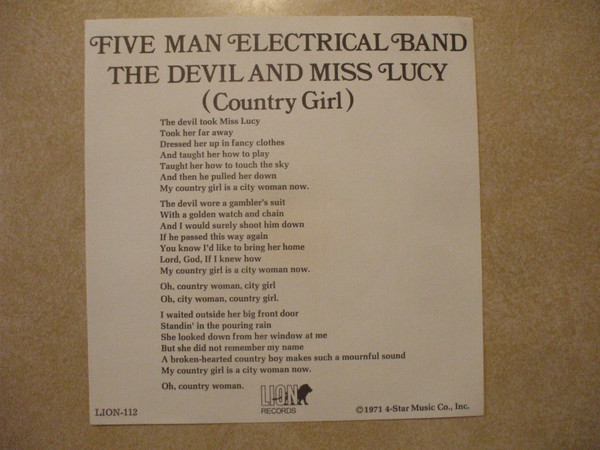 FIVE MAN ELECTRICAL BAND
THE DEVIL AND MISS LUCY
(Country Girl)
The devil took Miss Lucy
Took her far away
Dressed her up in fancy clothes
And taught her how to play
Taught her how to touch the sky
And then he pulled her down
My country girl is a city woman now.
The devil wore a gambler's suit
With a golden watch and chain
And I would surely shoot him down
If he passed this way again
You know I'd like to bring her home
Lord, God, If I knew how
My country girl is a city woman now.
Oh, country woman, city girl
Oh, city woman, country girl.
I waited outside her big front door
Standin' in the pouring rain
She looked down from her window at me
But she did not remember my name
A broken-hearted country boy makes such a mournful sound
My country girl is a city woman now.
Oh, country woman.
LION
RECORDS
LION-112
©1971 4-Star Music Co., Inc.